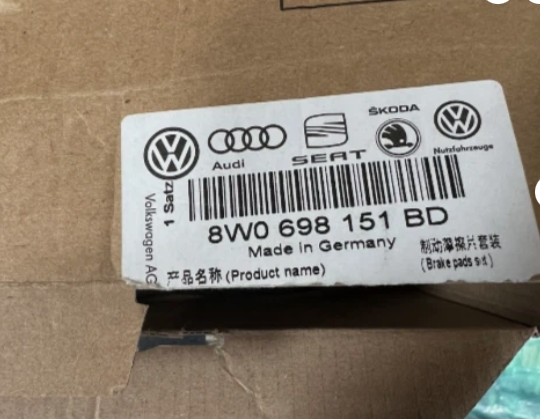 ŠKODA
Audi
SEAT
Nutzfahrzeuge
Volkswagen AG
1 Satz
8W0 698 151 BD
Made in Germany
制动摩擦片套装
产品名称 (Product name)
(Brake pads set)